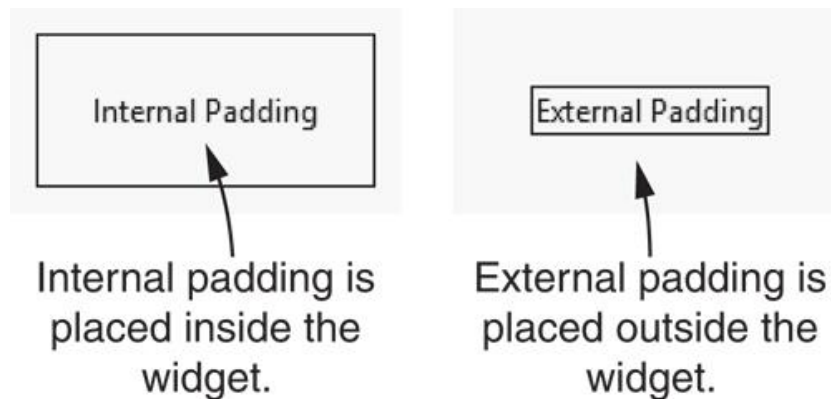 Internal Padding
External Padding
Internal padding is
placed inside the
widget.
External padding is
placed outside the
widget.